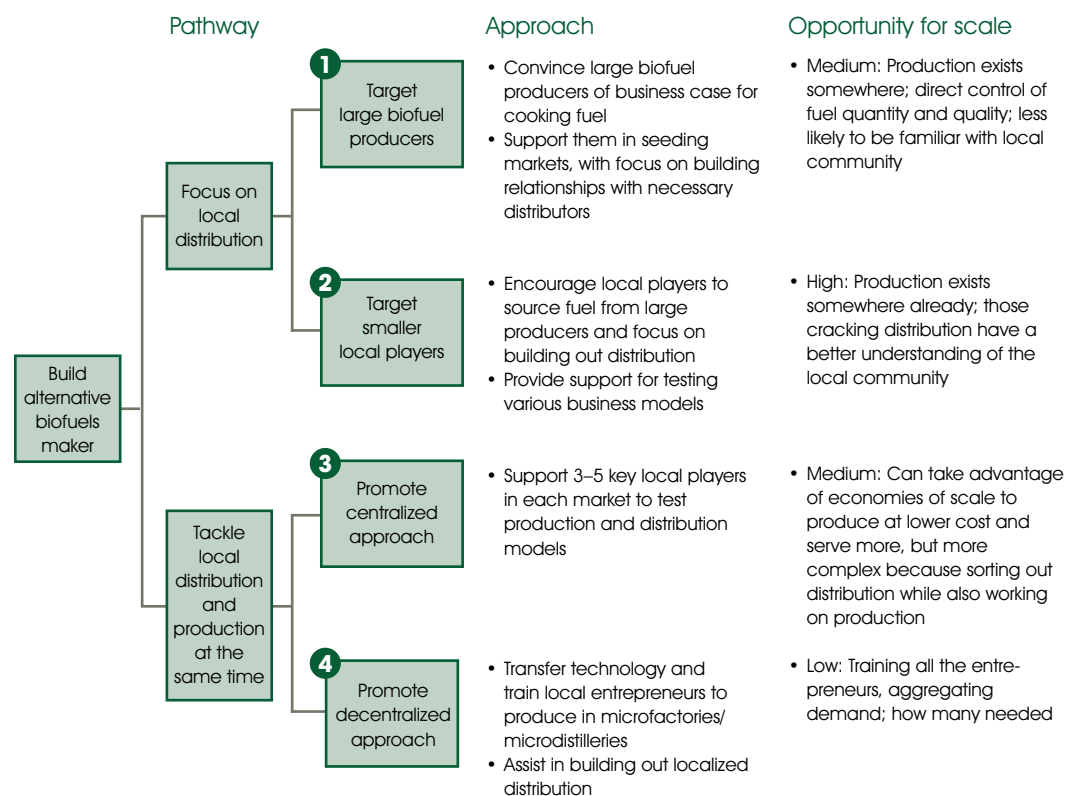 Pathway
Approach
Opportunity for scale
Build
alternative
biofuels
maker
Focus on
local
distribution
1
Target
large biofuel
producers
• Convince large biofuel
producers of business case for
cooking fuel
• Support them in seeding
markets, with focus on building
relationships with necessary
distributors
• Medium: Production exists
somewhere; direct control of
fuel quantity and quality; less
likely to be familiar with local
community
2
Target
smaller
local players
• Encourage local players to
source fuel from large
producers and focus on
building out distribution
• Provide support for testing
various business models
• High: Production exists
somewhere already; those
cracking distribution have a
better understanding of the
local community
Tackle
local
distribution
and
production
at the
same time
3
Promote
centralized
approach
• Support 3–5 key local players
in each market to test
production and distribution
models
• Medium: Can take advantage
of economies of scale to
produce at lower cost and
serve more, but more
complex because sorting out
distribution while also working
on production
4
Promote
decentralized
approach
• Transfer technology and
train local entrepreneurs to
produce in microfactories/
microdistilleries
• Assist in building out localized
distribution
• Low: Training all the entre-
preneurs, aggregating
demand; how many needed